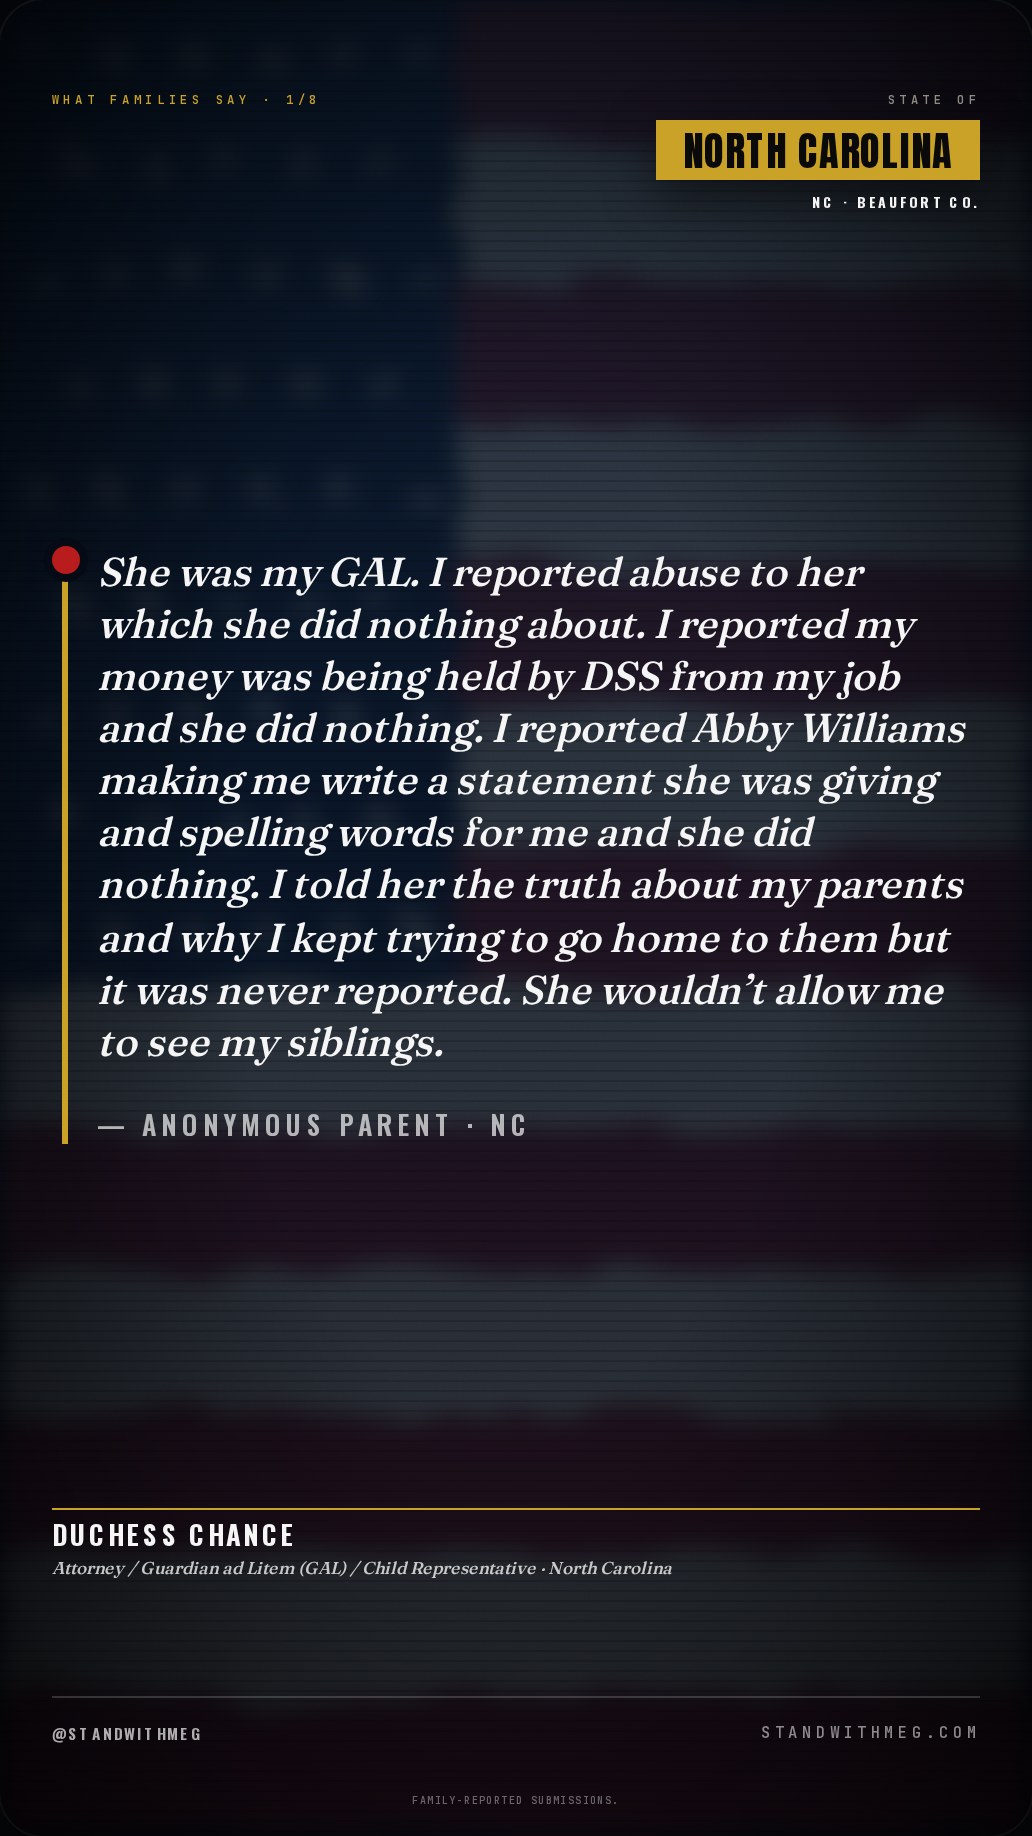 WHAT FAMILIES SAY · 1/8
STATE OF
NORTH CAROLINA
NC · BEAUFORT CO.
She was my GAL. I reported abuse to her
which she did nothing about. I reported my
money was being held by DSS from my job
and she did nothing. I reported Abby Williams
making me write a statement she was giving
and spelling words for me and she did
nothing. I told her the truth about my parents
and why I kept trying to go home to them but
it was never reported. She wouldn’t allow me
to see my siblings.
— ANONYMOUS PARENT · NC
DUCHESS CHANCE
Attorney / Guardian ad Litem (GAL) / Child Representative · North Carolina
@STANDWITHMEG
STANDWITHMEG.COM
FAMILY-REPORTED SUBMISSIONS.